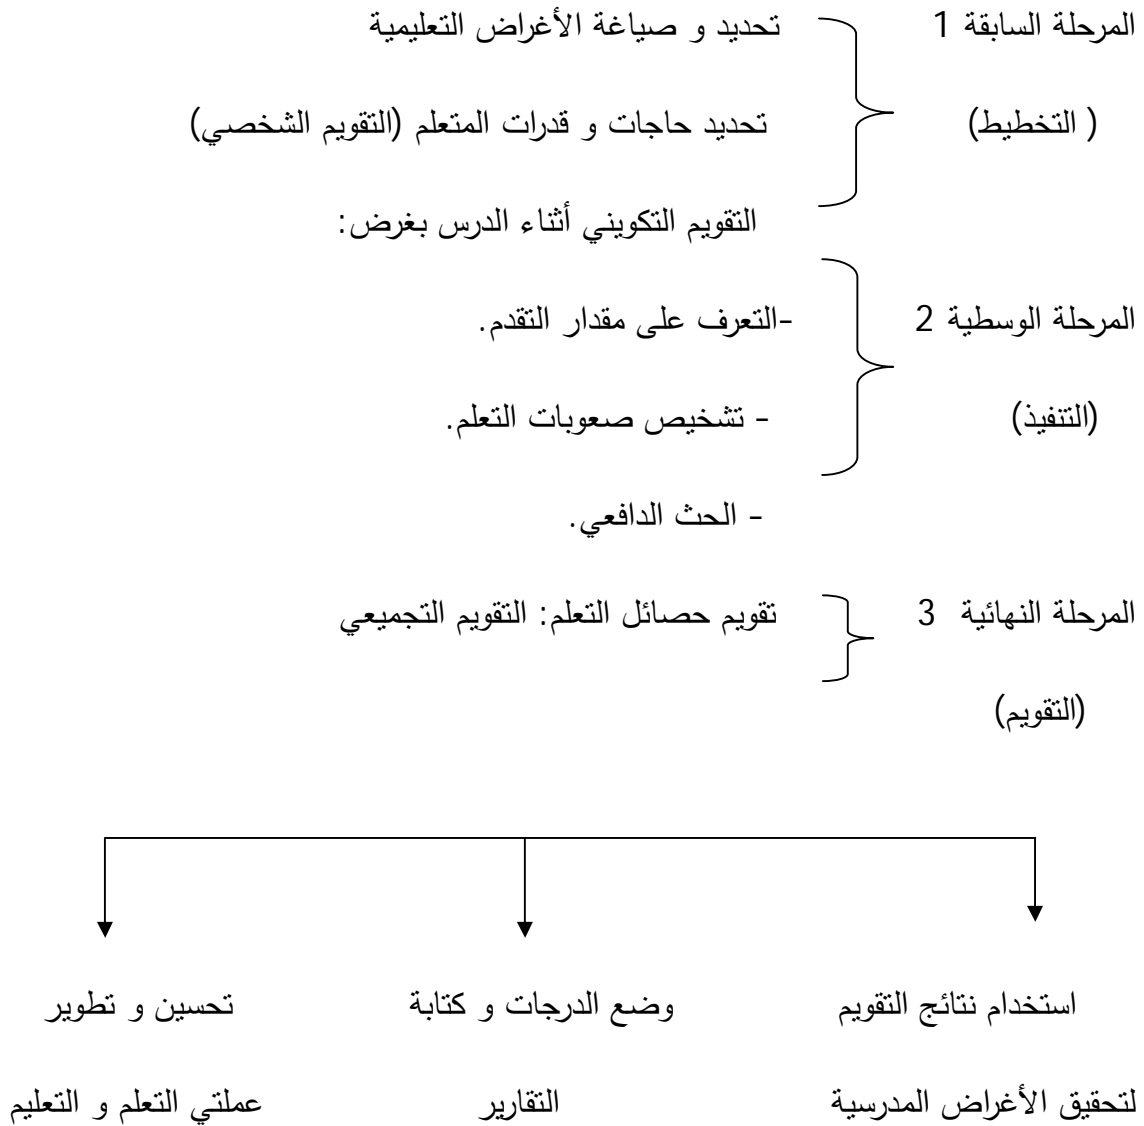 المرحلة السابقة 1 تحديد و صياغة الأغراض التعليمية
( التخطيط) تحديد حاجات و قدرات المتعلم (التقويم الشخصي)
التقويم التكويني أثناء الدرس بغرض:
المرحلة الوسطية 2 -التعرف على مقدار التقدم.
(التنفيذ) - تشخيص صعوبات التعلم.
- الحث الدافعي.
المرحلة النهائية 3 تقويم حصائل التعلم: التقويم التجميعي
(التقويم)
استخدام نتائج التقويم وضع الدرجات و كتابة تحسين و تطوير
لتحقيق الأغراض المدرسية التقارير عملتي التعلم و التعليم